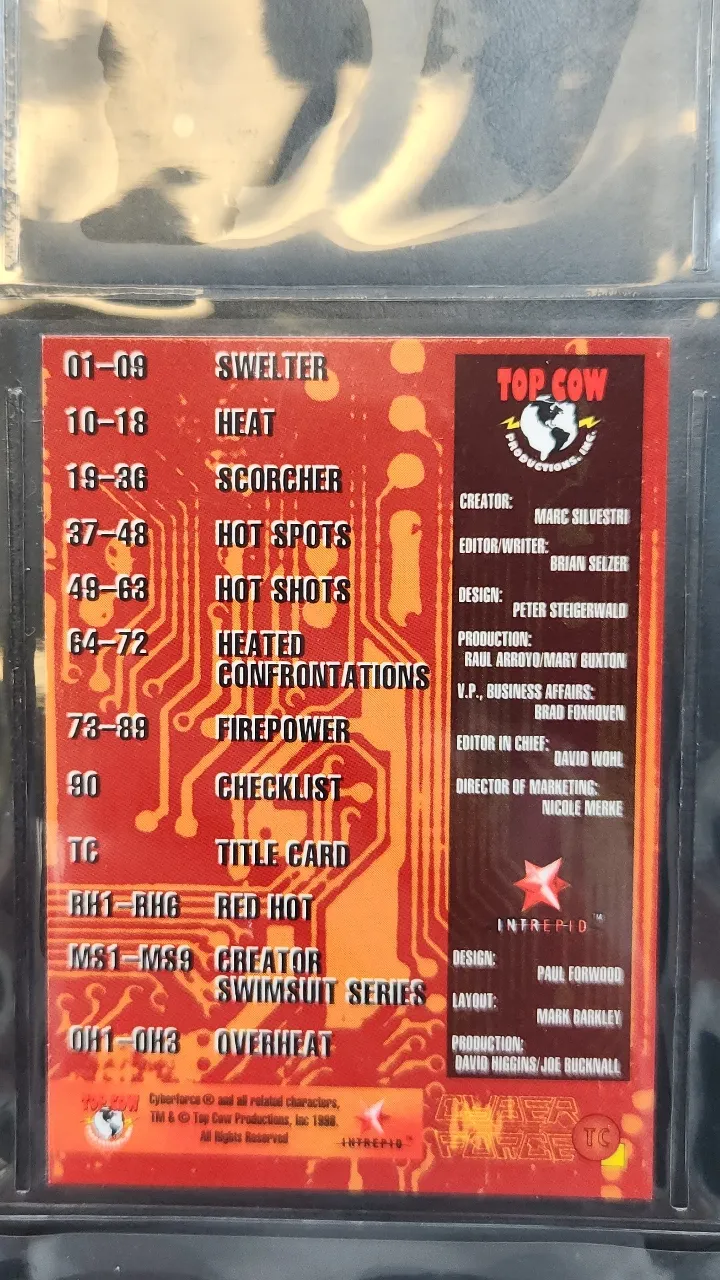 01–09 SWELTER
10–18 HEAT
19–36 SCORCHER
37–48 HOT SPOTS
49–63 HOT SHOTS
64–72 HEATED
CONFRONTATIONS
73–89 FIREPOWER
90 CHECKLIST
TC TITLE CARD
RH1–RH6 RED HOT
MS1–MS9 CREATOR
SWIMSUIT SERIES
OH1–OH3 OVERHEAT
TOP COW
PRODUCTIONS, INC.
CREATOR:
MARC SILVESTRI
EDITOR/WRITER:
BRIAN SELZER
DESIGN:
PETER STEIGERWALD
PRODUCTION:
RAUL ARROYO/MARY BUXTON
V.P., BUSINESS AFFAIRS:
BRAD FOXHOVEN
EDITOR IN CHIEF:
DAVID WOHL
DIRECTOR OF MARKETING:
NICOLE MERKE
INTREPID™
DESIGN:
PAUL FORWOOD
LAYOUT:
MARK BARKLEY
PRODUCTION:
DAVID HIGGINS/JOE BUCKNALL
TOP COW
Cyberforce ® and all related characters,
TM & © Top Cow Productions, Inc 1996.
All Rights Reserved
INTREPID™
CYBER
FORCE
TC